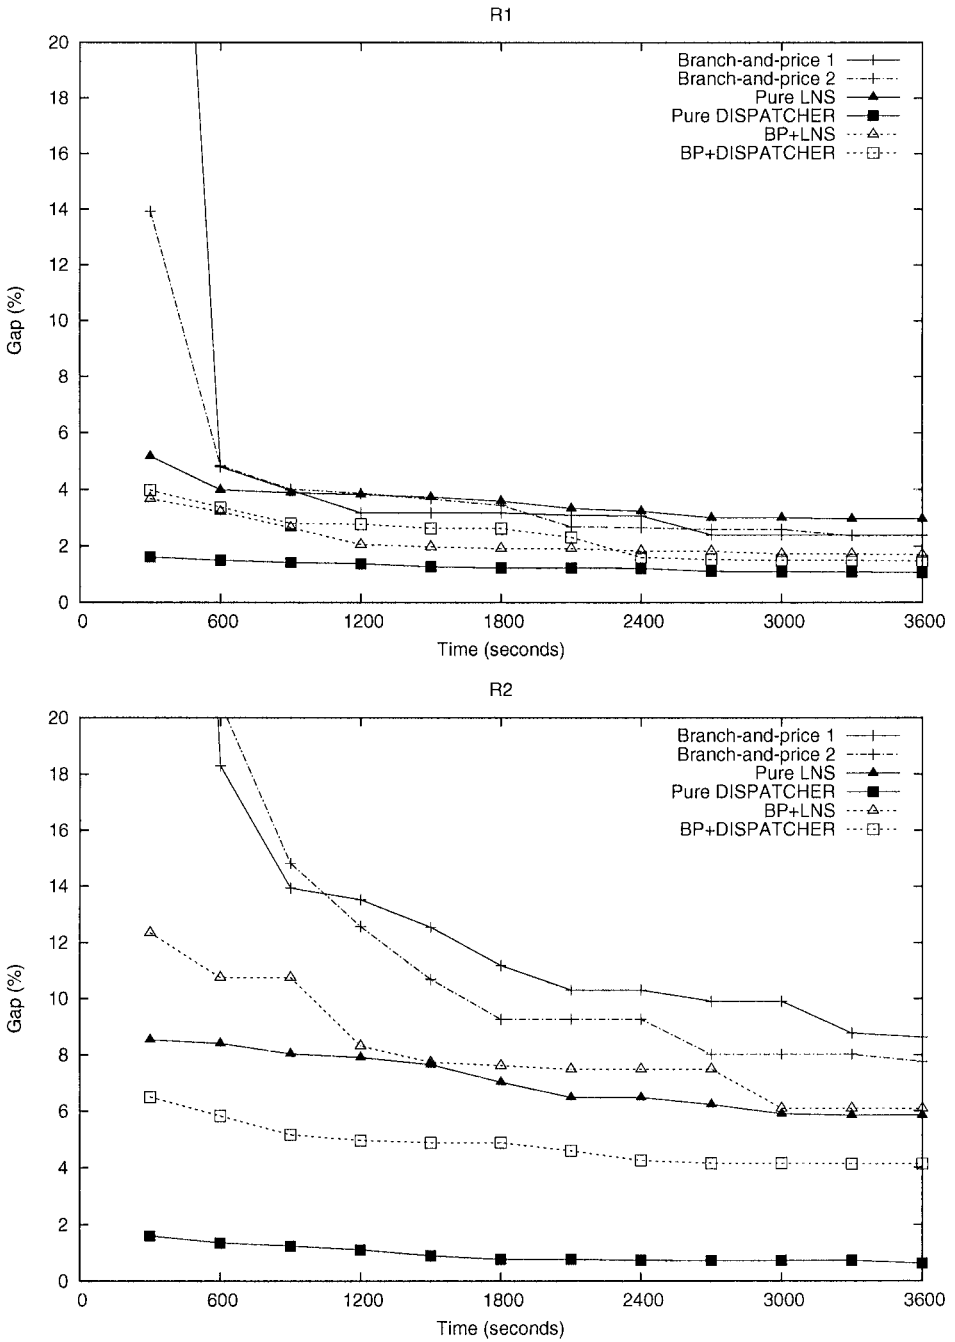 R1
20
18
16
14
12
10
8
6
4
2
0
Gap (%)
Branch-and-price 1
Branch-and-price 2
Pure LNS
Pure DISPATCHER
BP+LNS
BP+DISPATCHER
0 600 1200 1800 2400 3000 3600
Time (seconds)
R2
20
18
16
14
12
10
8
6
4
2
0
Gap (%)
Branch-and-price 1
Branch-and-price 2
Pure LNS
Pure DISPATCHER
BP+LNS
BP+DISPATCHER
0 600 1200 1800 2400 3000 3600
Time (seconds)